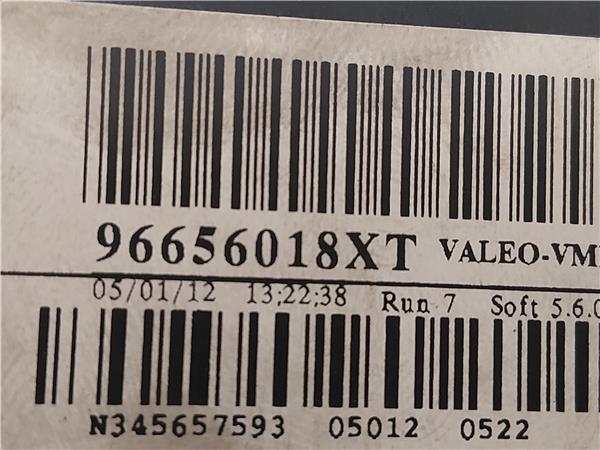 96656018XT VALEO-VM
05/01/12 13;22;38 Run 7 Soft 5.6.0
N345657593 05012 0522